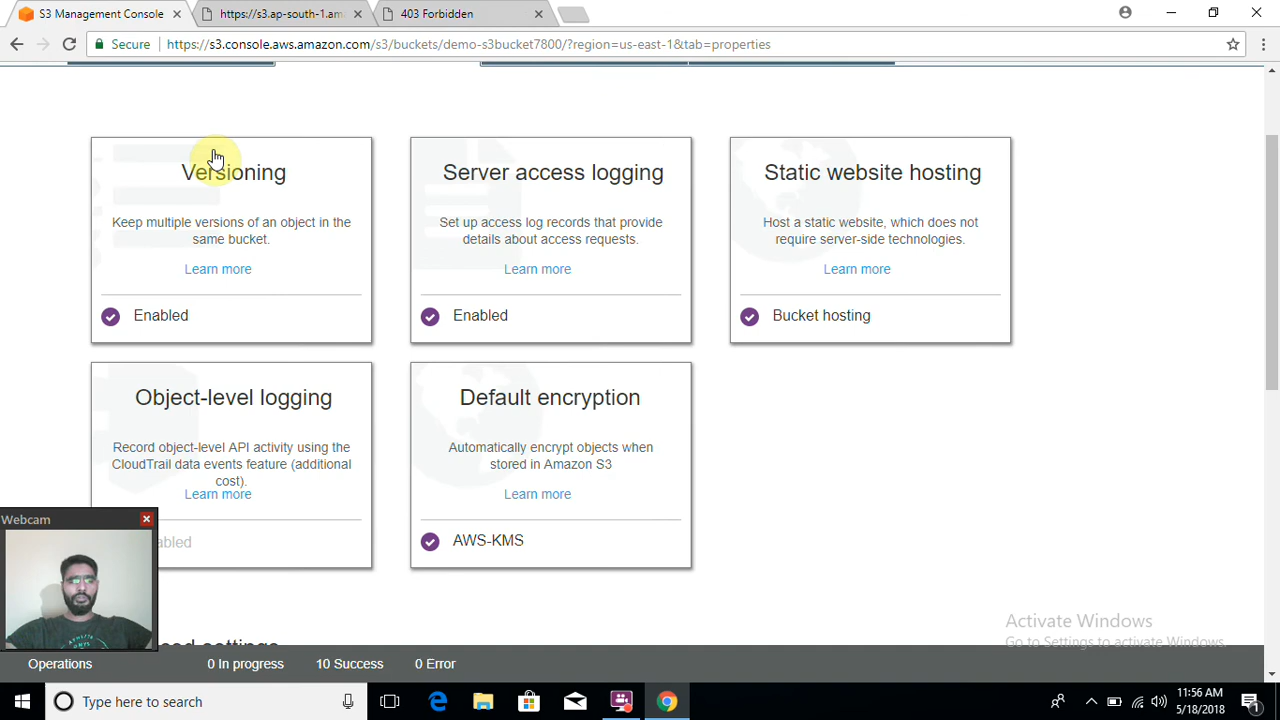 S3 Management Console
https://s3.ap-south-1.am
403 Forbidden
Secure
https://s3.console.aws.amazon.com/s3/buckets/demo-s3bucket7800/?region=us-east-1&tab=properties
Versioning
Keep multiple versions of an object in the
same bucket.
Learn more
Enabled
Server access logging
Set up access log records that provide
details about access requests.
Learn more
Enabled
Static website hosting
Host a static website, which does not
require server-side technologies.
Learn more
Bucket hosting
Object-level logging
Record object-level API activity using the
CloudTrail data events feature (additional
cost).
Learn more
abled
Default encryption
Automatically encrypt objects when
stored in Amazon S3
Learn more
AWS-KMS
Webcam
Activate Windows
Go to Settings to activate Windows.
Operations
0 In progress
10 Success
0 Error
Type here to search
11:56 AM
5/18/2018
1